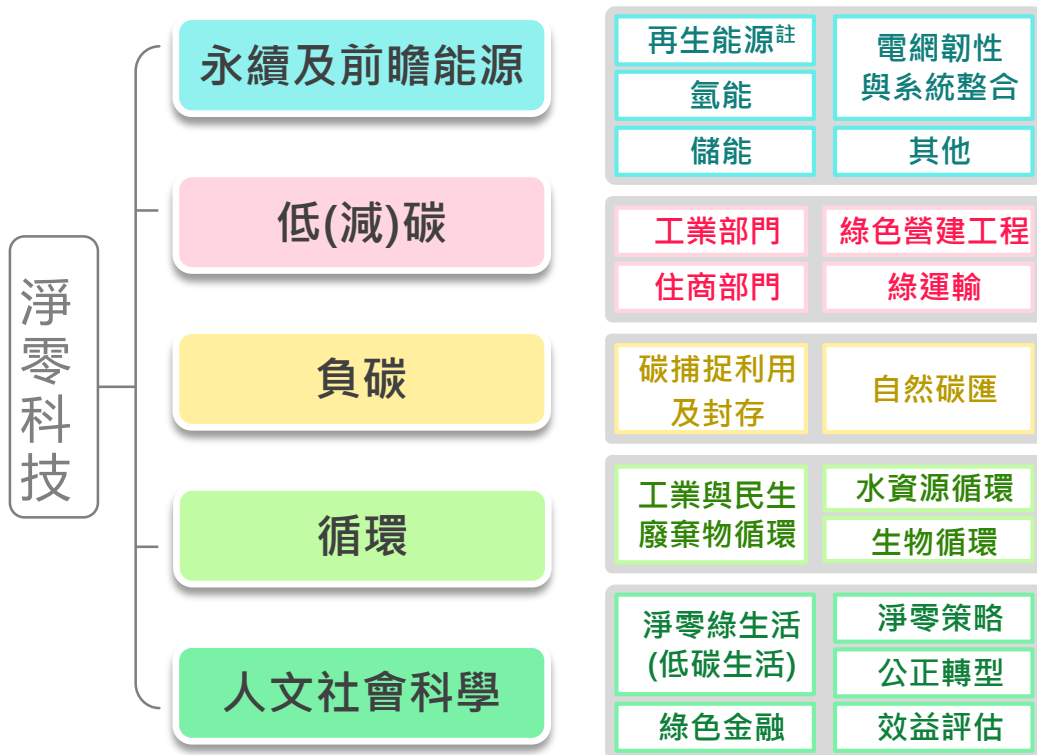 淨零科技
永續及前瞻能源
再生能源註
氫能
儲能
電網韌性
與系統整合
其他
低(減)碳
工業部門
住商部門
綠色營建工程
綠運輸
負碳
碳捕捉利用
及封存
自然碳匯
循環
工業與民生
廢棄物循環
水資源循環
生物循環
人文社會科學
淨零綠生活
(低碳生活)
綠色金融
淨零策略
公正轉型
效益評估